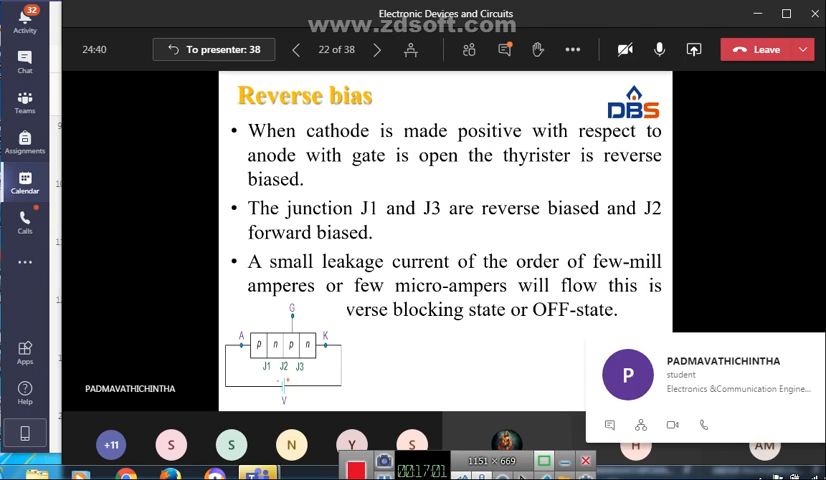 Electronic Devices and Circuits
www.zdsoft.com
32
Activity
Chat
Teams
Assignments
Calendar
Calls
Apps
Help
24:40
To presenter: 38
22 of 38
Leave
Reverse bias
DBS
• When cathode is made positive with respect to
anode with gate is open the thyrister is reverse
biased.
• The junction J1 and J3 are reverse biased and J2
forward biased.
• A small leakage current of the order of few-mill
amperes or few micro-ampers will flow this is
verse blocking state or OFF-state.
G
A
K
p n p n
J1 J2 J3
- +
V
PADMAVATHICHINTHA
P
PADMAVATHICHINTHA
student
Electronics &Communication Engine...
+11
S
S
N
Y
S
H
AM
00:17:01
1151 × 669